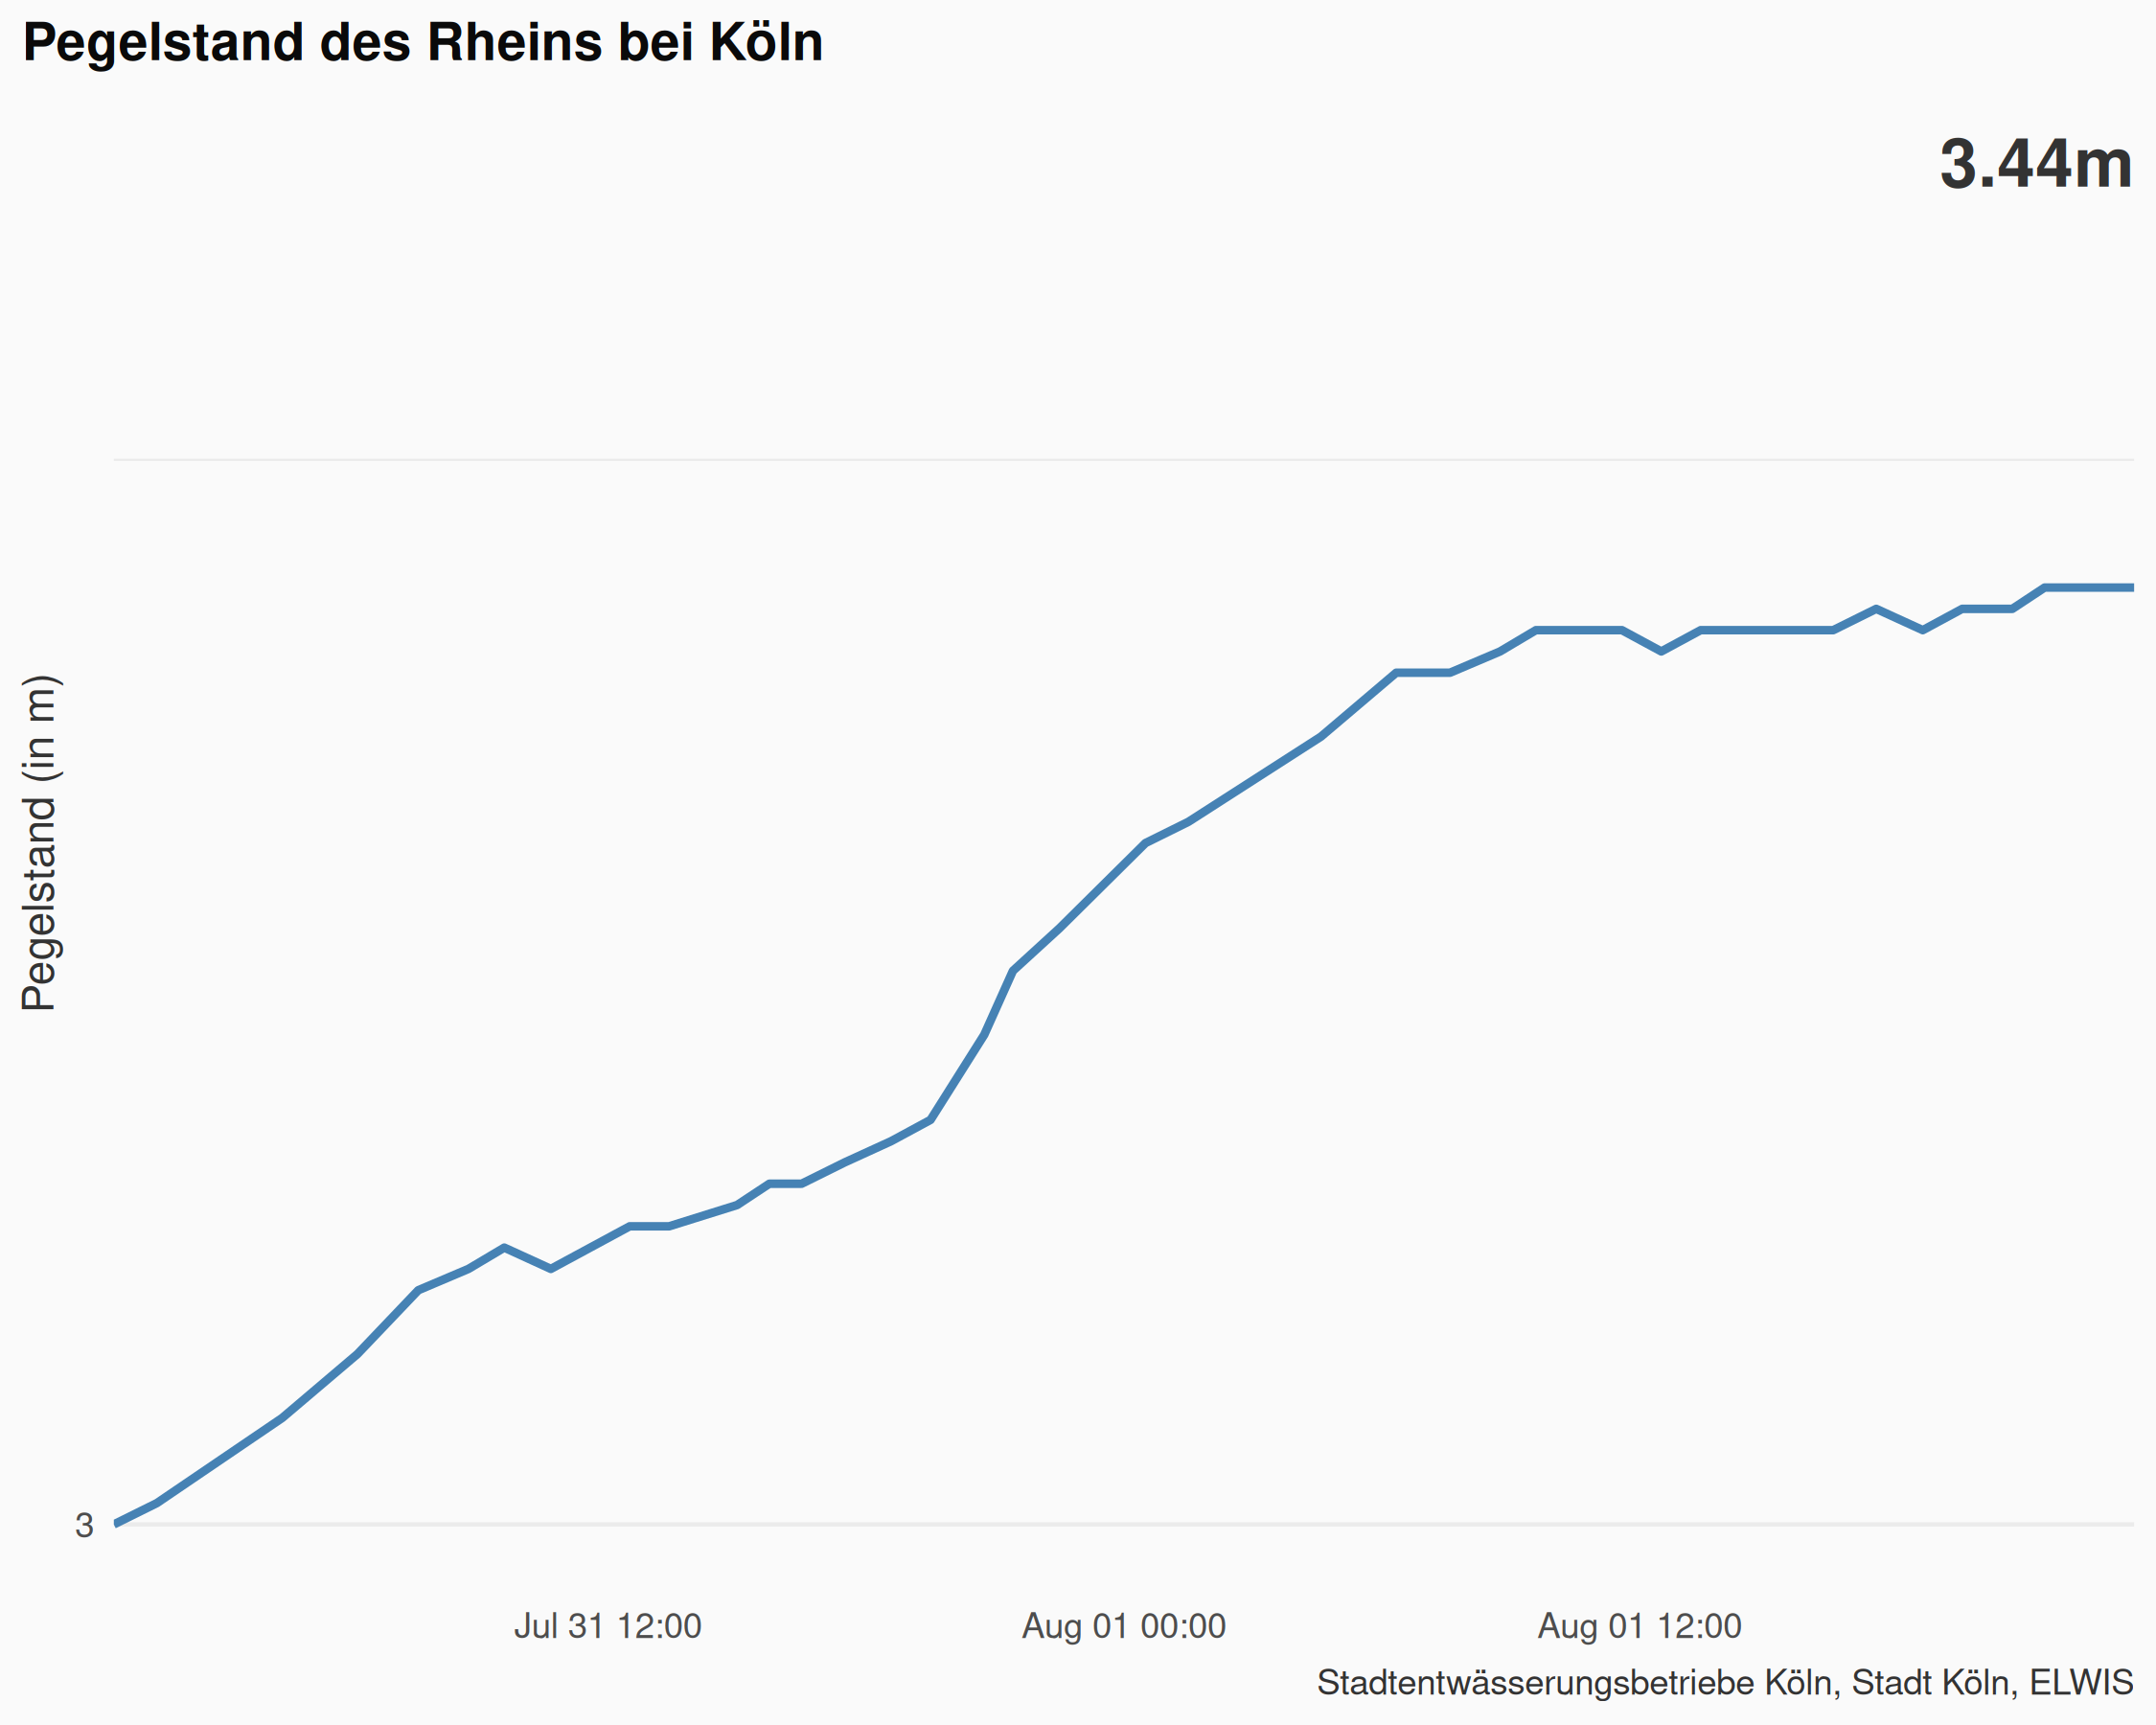 Pegelstand des Rheins bei Köln
3.44m
Pegelstand (in m)
3
Jul 31 12:00
Aug 01 00:00
Aug 01 12:00
Stadtentwässerungsbetriebe Köln, Stadt Köln, ELWIS